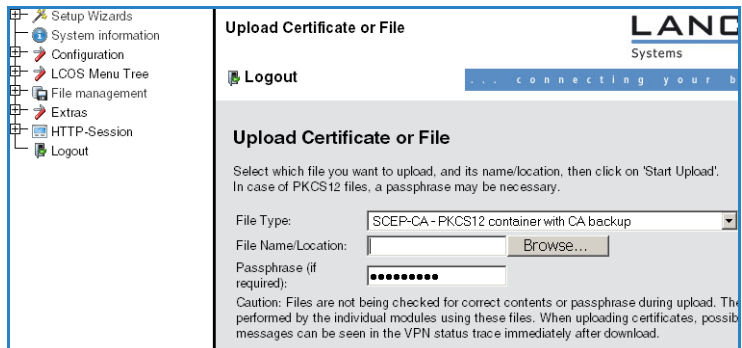 Setup Wizards
System information
Configuration
LCOS Menu Tree
File management
Extras
HTTP-Session
Logout
Upload Certificate or File
LANC
Systems
Logout
... connecting your b
Upload Certificate or File
Select which file you want to upload, and its name/location, then click on 'Start Upload'.
In case of PKCS12 files, a passphrase may be necessary.
File Type: SCEP-CA - PKCS12 container with CA backup
File Name/Location: Browse...
Passphrase (if
required): •••••••••
Caution: Files are not being checked for correct contents or passphrase during upload. The
performed by the individual modules using these files. When uploading certificates, possib
messages can be seen in the VPN status trace immediately after download.